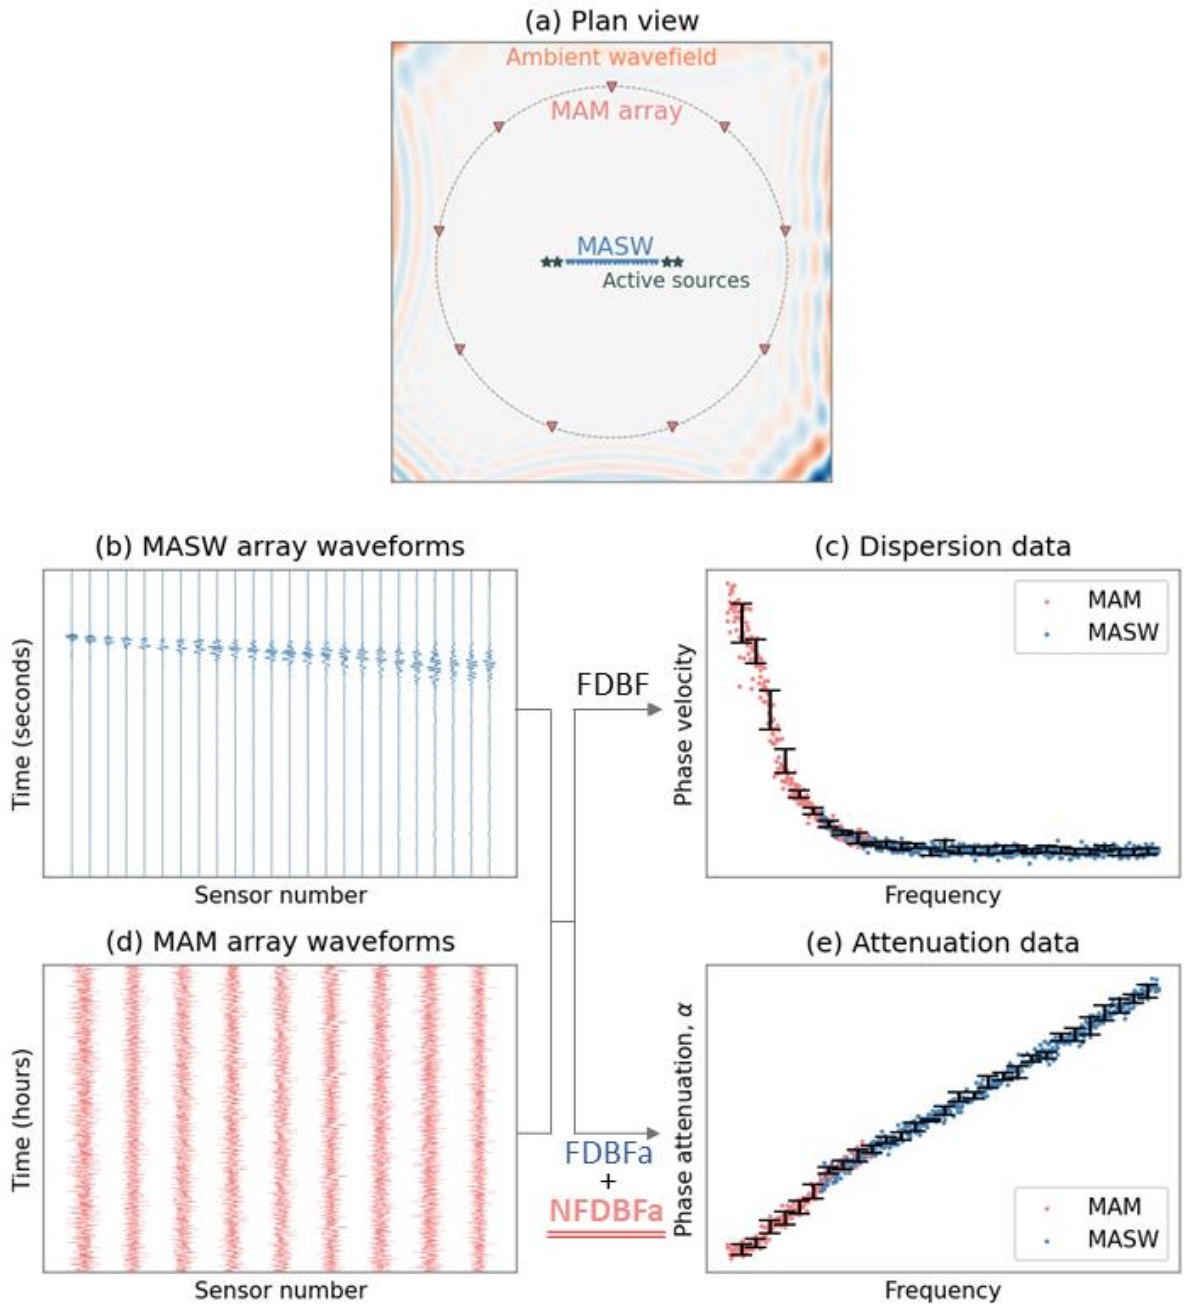 (a) Plan view
Ambient wavefield
MAM array
MASW
Active sources
(b) MASW array waveforms
Time (seconds)
Sensor number
FDBF
(c) Dispersion data
Phase velocity
MAM
MASW
Frequency
(d) MAM array waveforms
Time (hours)
Sensor number
FDBFa
+
NFDBFa
(e) Attenuation data
Phase attenuation, α
MAM
MASW
Frequency